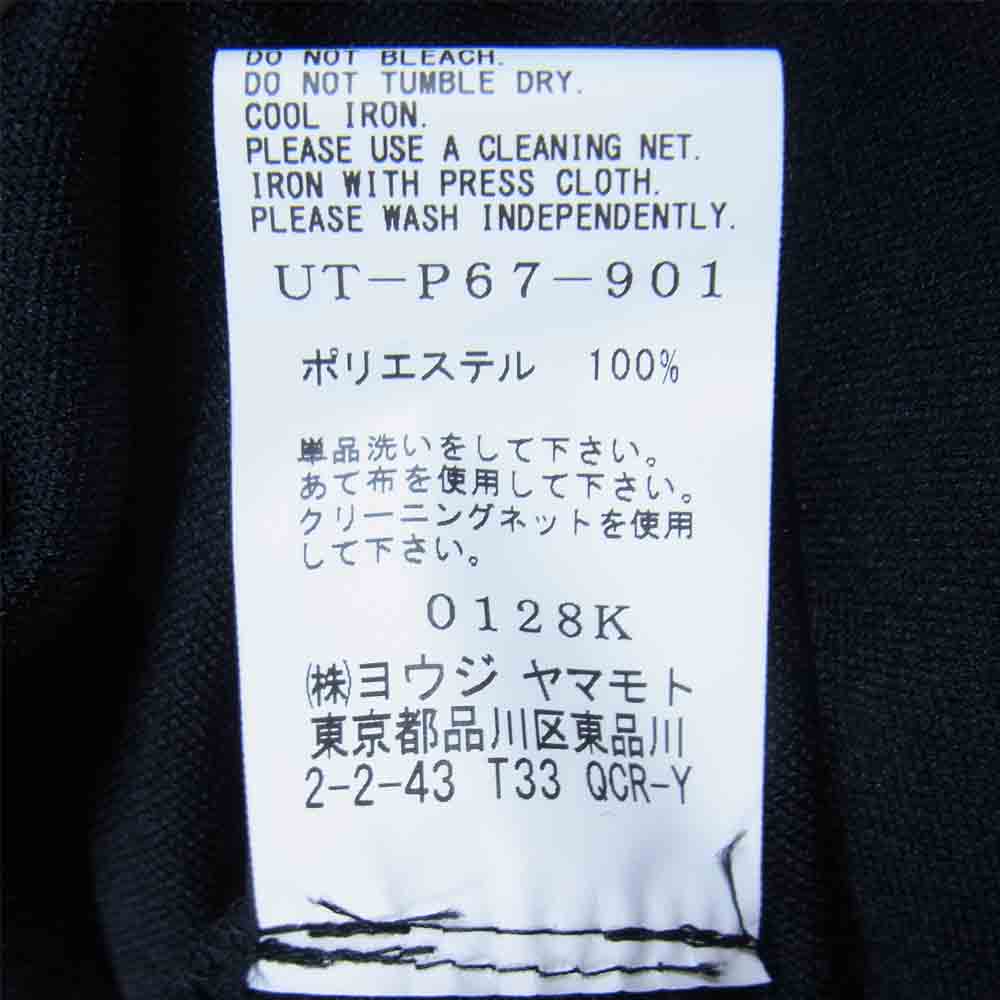 DO NOT BLEACH.
DO NOT TUMBLE DRY.
COOL IRON.
PLEASE USE A CLEANING NET.
IRON WITH PRESS CLOTH.
PLEASE WASH INDEPENDENTLY.
UT-P67-901
ポリエステル 100%
単品洗いをして下さい。
あて布を使用して下さい。
クリーニングネットを使用
して下さい。
0128K
(株)ヨウジ ヤマモト
東京都品川区東品川
2-2-43 T33 QCR-Y